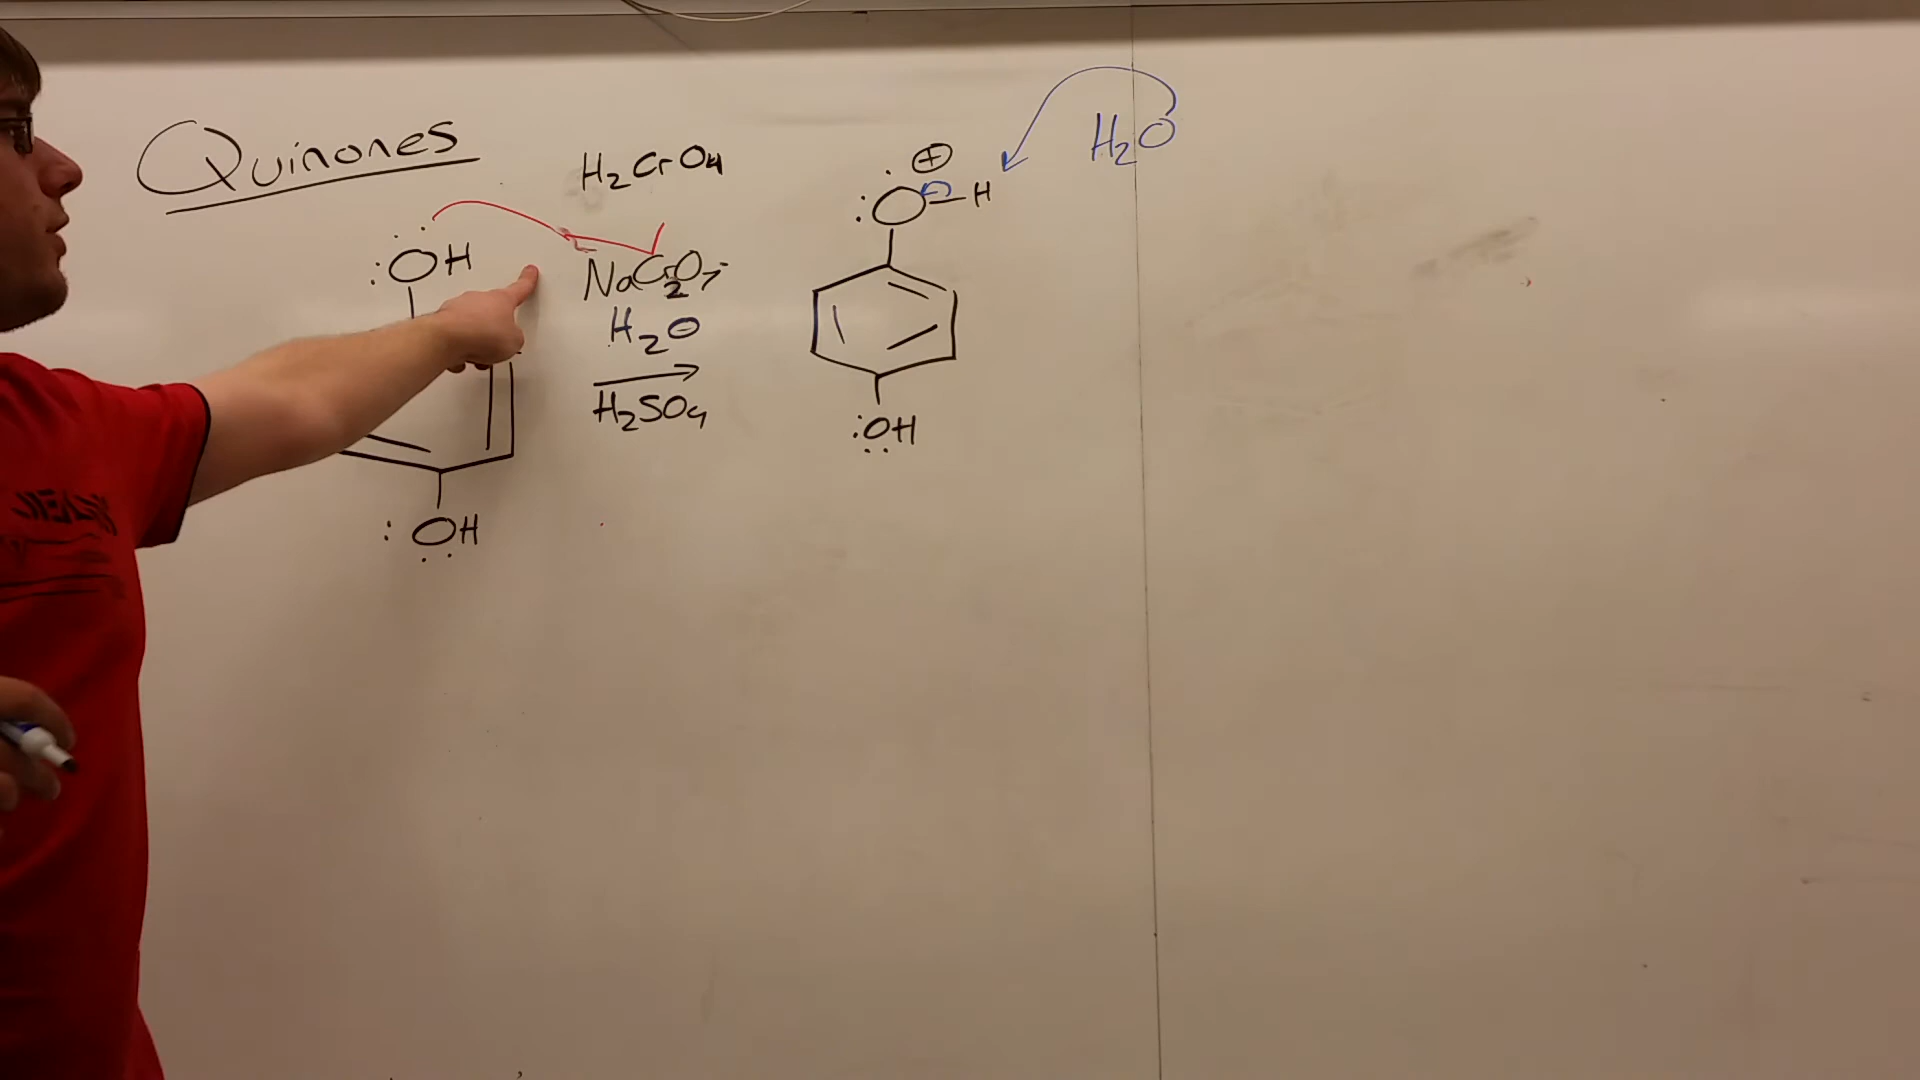 Quinones
H2CrO4
NaCr2O7
H2O
H2SO4
:OH
:OH
⊕
:O-H
:OH
H2O